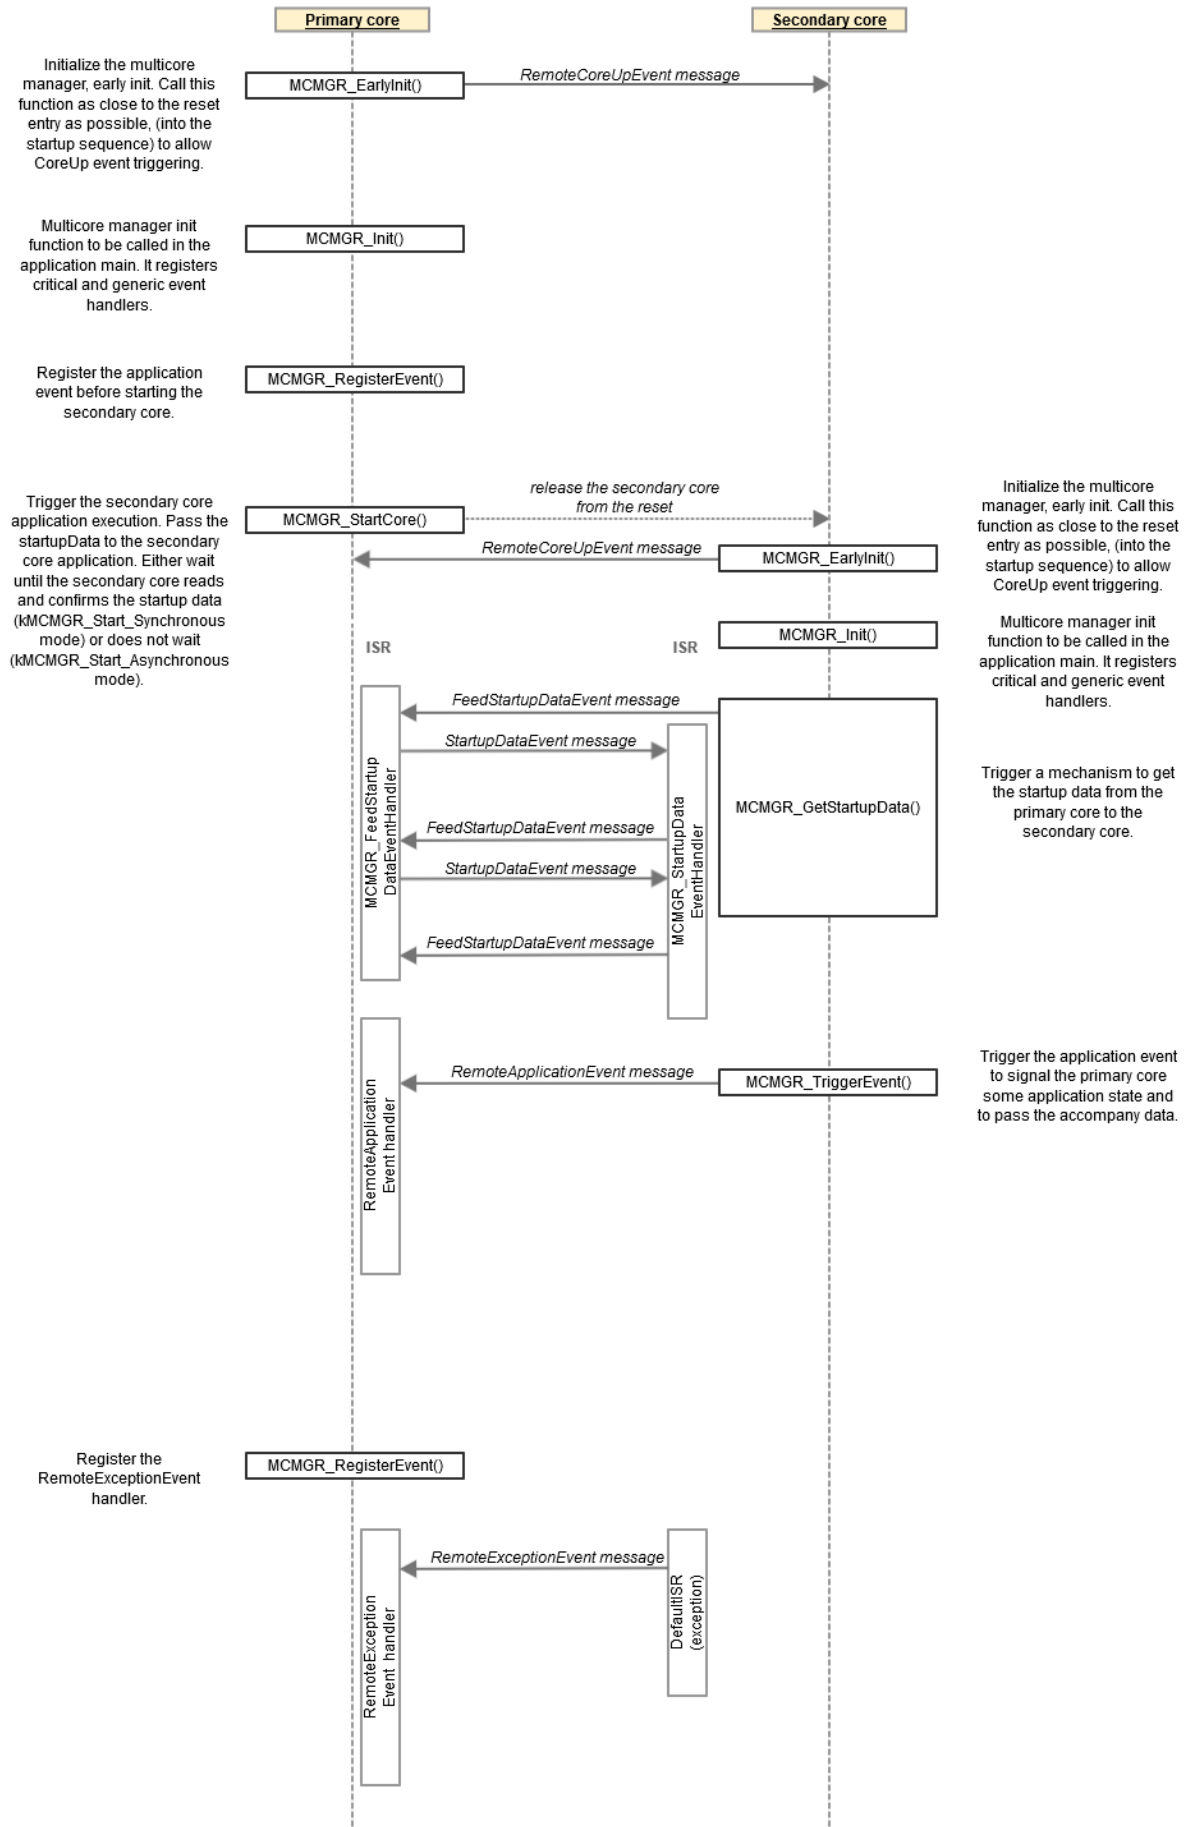 Primary core
Secondary core
Initialize the multicore
manager, early init. Call this
function as close to the reset
entry as possible, (into the
startup sequence) to allow
CoreUp event triggering.
MCMGR_EarlyInit()
RemoteCoreUpEvent message
Multicore manager init
function to be called in the
application main. It registers
critical and generic event
handlers.
MCMGR_Init()
Register the application
event before starting the
secondary core.
MCMGR_RegisterEvent()
Trigger the secondary core
application execution. Pass the
startupData to the secondary
core application. Either wait
until the secondary core reads
and confirms the startup data
(kMCMGR_Start_Synchronous
mode) or does not wait
(kMCMGR_Start_Asynchronous
mode).
MCMGR_StartCore()
release the secondary core
from the reset
RemoteCoreUpEvent message
MCMGR_EarlyInit()
Initialize the multicore
manager, early init. Call this
function as close to the reset
entry as possible, (into the
startup sequence) to allow
CoreUp event triggering.
MCMGR_Init()
Multicore manager init
function to be called in the
application main. It registers
critical and generic event
handlers.
ISR
ISR
FeedStartupDataEvent message
StartupDataEvent message
FeedStartupDataEvent message
StartupDataEvent message
FeedStartupDataEvent message
MCMGR_FeedStartup
DataEventHandler
MCMGR_StartupData
EventHandler
MCMGR_GetStartupData()
Trigger a mechanism to get
the startup data from the
primary core to the
secondary core.
RemoteApplication
Event handler
RemoteApplicationEvent message
MCMGR_TriggerEvent()
Trigger the application event
to signal the primary core
some application state and
to pass the accompany data.
Register the
RemoteExceptionEvent
handler.
MCMGR_RegisterEvent()
RemoteException
Event handler
RemoteExceptionEvent message
DefaultISR
(exception)